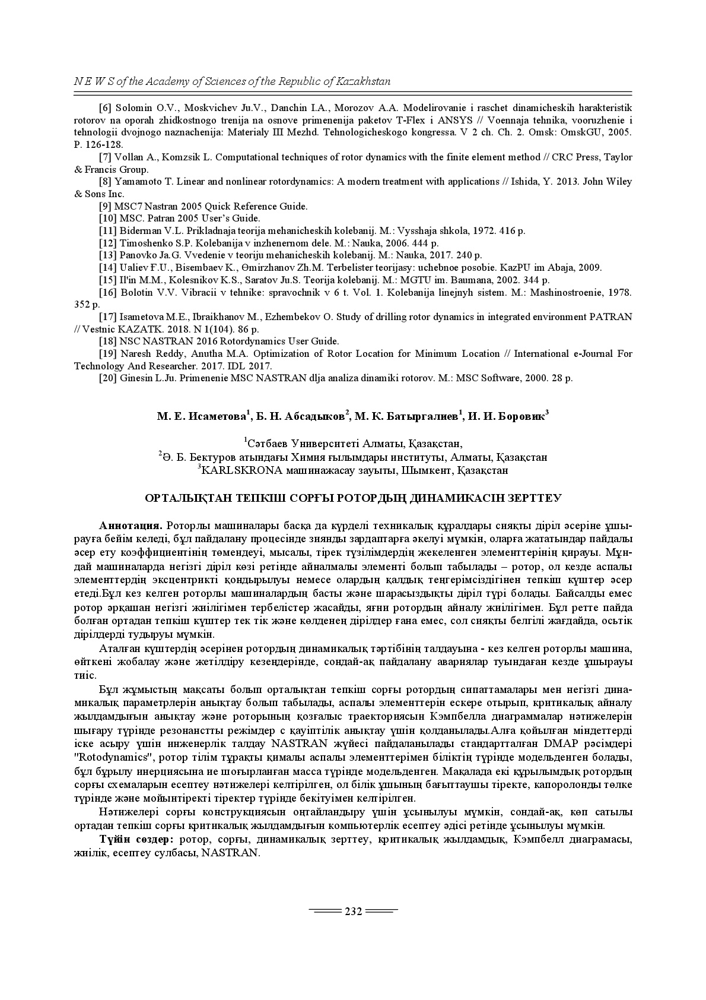 N E W S of the Academy of Sciences of the Republic of Kazakhstan
[6] Solomin O.V., Moskvichev Ju.V., Danchin I.A., Morozov A.A. Modelirovanie i raschet dinamicheskih harakteristik
rotorov na oporah zhidkostnogo trenija na osnove primenenija paketov T-Flex i ANSYS // Voennaja tehnika, vooruzhenie i
tehnologii dvojnogo naznachenija: Materialy III Mezhd. Tehnologicheskogo kongressa. V 2 ch. Ch. 2. Omsk: OmskGU, 2005.
P. 126-128.
[7] Vollan A., Komzsik L. Computational techniques of rotor dynamics with the finite element method // CRC Press, Taylor
& Francis Group.
[8] Yamamoto T. Linear and nonlinear rotordynamics: A modern treatment with applications // Ishida, Y. 2013. John Wiley
& Sons Inc.
[9] MSC7 Nastran 2005 Quick Reference Guide.
[10] MSC. Patran 2005 User’s Guide.
[11] Biderman V.L. Prikladnaja teorija mehanicheskih kolebanij. M.: Vysshaja shkola, 1972. 416 p.
[12] Timoshenko S.P. Kolebanija v inzhenernom dele. M.: Nauka, 2006. 444 p.
[13] Panovko Ja.G. Vvedenie v teoriju mehanicheskih kolebanij. M.: Nauka, 2017. 240 p.
[14] Ualiev Ғ.U., Bisembaev K., Ɵmirzhanov Zh.M. Terbelister teorijasy: uchebnoe posobie. KazPU im Abaja, 2009.
[15] Il'in M.M., Kolesnikov K.S., Saratov Ju.S. Teorija kolebanij. M.: MGTU im. Baumana, 2002. 344 p.
[16] Bolotin V.V. Vibracii v tehnike: spravochnik v 6 t. Vol. 1. Kolebanija linejnyh sistem. M.: Mashinostroenie, 1978.
352 p.
[17] Isametova M.E., Ibraikhanov M., Ezhembekov O. Study of drilling rotor dynamics in integrated environment PATRAN
// Vestnic KAZATK. 2018. N 1(104). 86 p.
[18] NSC NASTRAN 2016 Rotordynamics User Guide.
[19] Naresh Reddy, Anutha M.A. Optimization of Rotor Location for Minimum Location // International e-Journal For
Technology And Researcher. 2017. IDL 2017.
[20] Ginesin L.Ju. Primenenie MSC NASTRAN dlja analiza dinamiki rotorov. M.: MSC Software, 2000. 28 p.
М. Е. Исаметова¹, Б. Н. Абсадыков², М. К. Батыргалиев¹, И. И. Боровик³
¹Сәтбаев Университеті Алматы, Қазақстан,
²Ә. Б. Бектуров атындағы Химия ғылымдары институты, Алматы, Қазақстан
³KARLSKRONA машинажасау зауыты, Шымкент, Қазақстан
ОРТАЛЫҚТАН ТЕПКІШ СОРҒЫ РОТОРДЫҢ ДИНАМИКАСІН ЗЕРТТЕУ
Аннотация. Роторлы машиналары басқа да күрделі техникалық құралдары сияқты діріл әсеріне ұшы-
рауға бейім келеді, бұл пайдалану процесінде зиянды зардаптарға әкелуі мүмкін, оларға жататындар пайдалы
әсер ету коэффициентінің төмендеуі, мысалы, тірек түзілімдердің жекеленген элементтерінің қирауы. Мұн-
дай машиналарда негізгі діріл көзі ретінде айналмалы элементі болып табылады – ротор, ол кезде аспалы
элементтердің эксцентрикті қондырылуы немесе олардың қалдық теңгерімсіздігінен тепкіш күштер әсер
етеді.Бұл кез келген роторлы машиналардың басты және шарасыздықты діріл түрі болады. Байсалды емес
ротор әрқашан негізгі жиілігімен тербелістер жасайды, яғни ротордың айналу жиілігімен. Бұл ретте пайда
болған ортадан тепкіш күштер тек тік және көлденең дірілдер ғана емес, сол сияқты белгілі жағдайда, осьтік
дірілдерді тудыруы мүмкін.
Аталған күштердің әсерінен ротордың динамикалық тәртібінің талдауына - кез келген роторлы машина,
өйткені жобалау және жетілдіру кезеңдерінде, сондай-ақ пайдалану авариялар туындаған кезде ұшырауы
тиіс.
Бұл жұмыстың мақсаты болып орталықтан тепкіш сорғы ротордың сипаттамалары мен негізгі дина-
микалық параметрлерін анықтау болып табылады, аспалы элементтерін ескере отырып, критикалық айналу
жылдамдығын анықтау және роторының қозғалыс траекториясын Кэмпбелла диаграммалар нәтижелерін
шығару түрінде резонанстты режімдер с қауіптілік анықтау үшін қолданылады.Алға қойылған міндеттерді
іске асыру үшін инженерлік талдау NASTRAN жүйесі пайдаланылады стандартталған DMAP рәсімдері
"Rotodynamics", ротор тілім тұрақты қималы аспалы элементтерімен біліктің түрінде модельденген болады,
бұл бұрылу инерциясына ие шоғырланған масса түрінде модельденген. Мақалада екі құрылымдық ротордың
сорғы схемаларын есептеу нәтижелері келтірілген, ол білік ұшының бағыттаушы тіректе, капоролонды төлке
түрінде және мойынтіректі тіректер түрінде бекітуімен келтірілген.
Нәтижелері сорғы конструкциясын оңтайландыру үшін ұсынылуы мүмкін, сондай-ақ, көп сатылы
ортадан тепкіш сорғы критикалық жылдамдығын компьютерлік есептеу әдісі ретінде ұсынылуы мүмкін.
Түйін сөздер: ротор, сорғы, динамикалық зерттеу, критикалық жылдамдық, Кэмпбелл диаграмасы,
жиілік, есептеу сулбасы, NASTRAN.
232